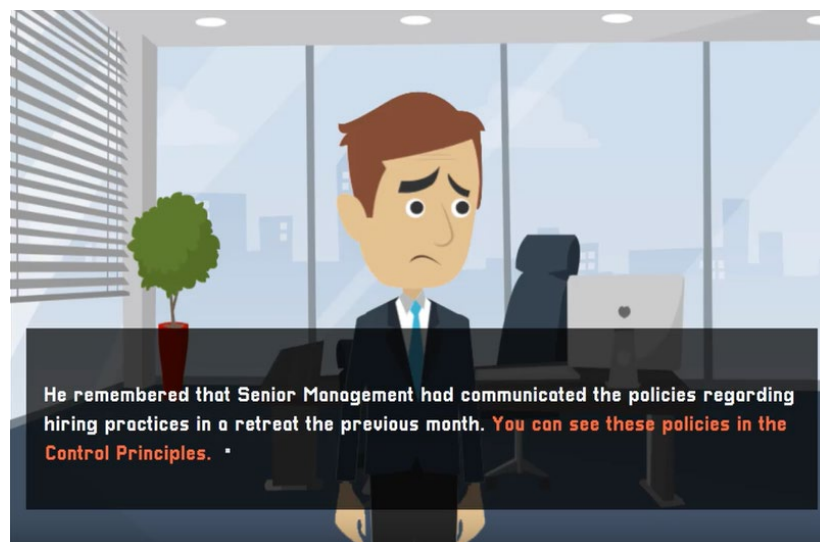 He remembered that Senior Management had communicated the policies regarding
hiring practices in a retreat the previous month. You can see these policies in the
Control Principles.